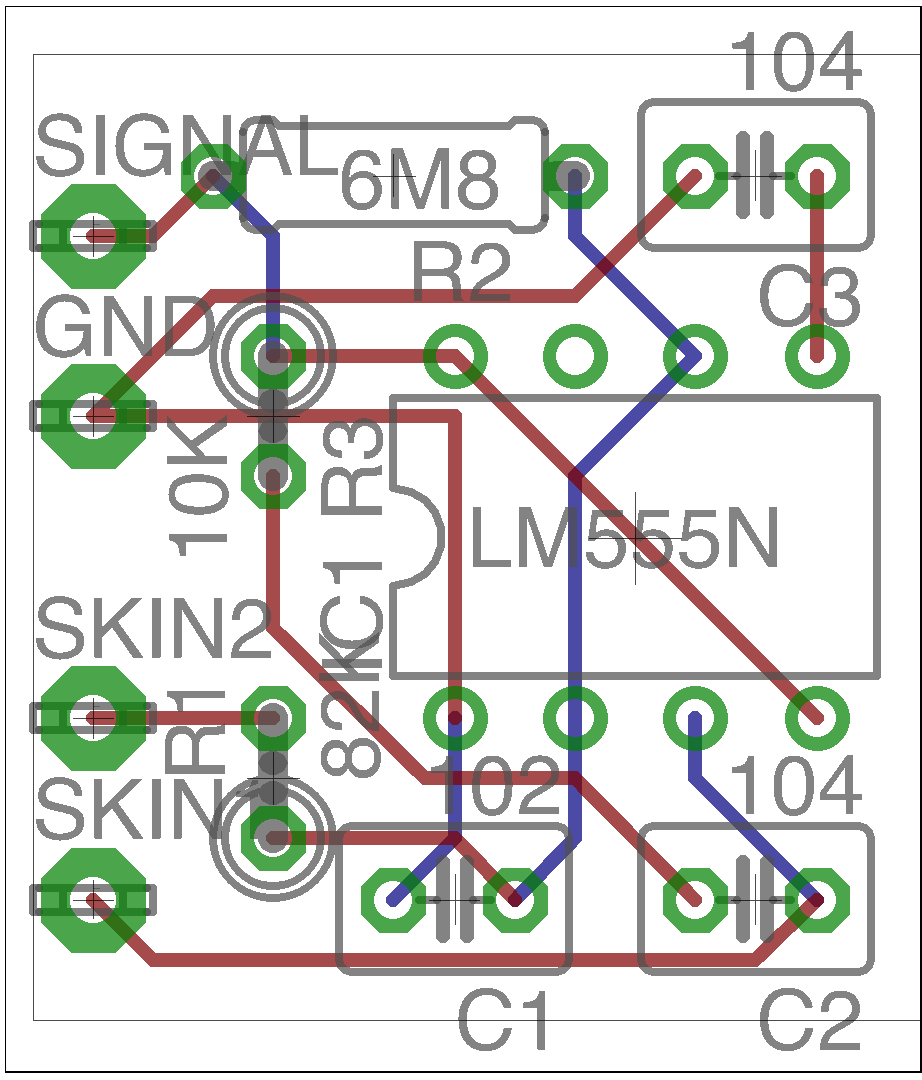 104
SIGNAL
6M8
R2
C3
GND
10K
R3
LM555N
IC1
SKIN2
R1
82K
SKIN1
102
104
C1
C2